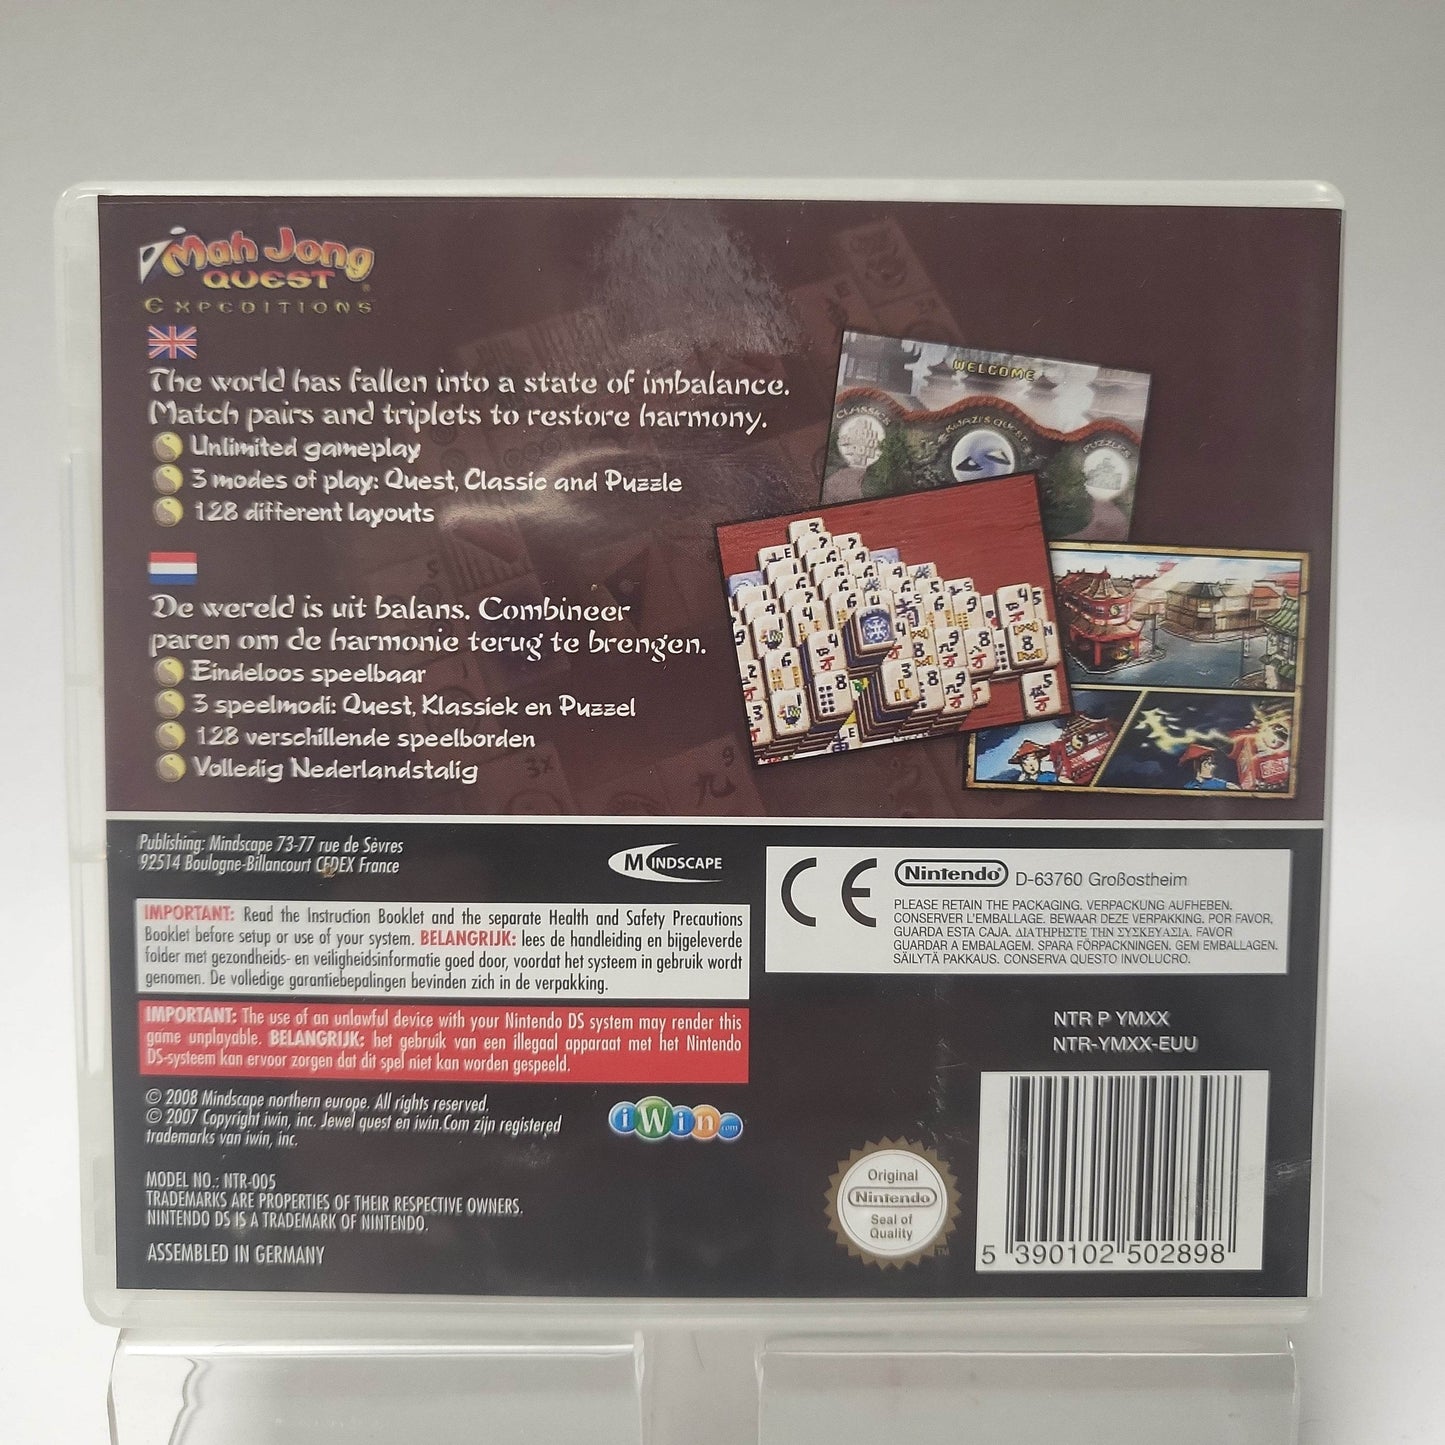 Mah Jong
QUEST
EXPEDITIONS
The world has fallen into a state of imbalance.
Match pairs and triplets to restore harmony.
Unlimited gameplay
3 modes of play: Quest, Classic and Puzzle
128 different layouts
De wereld is uit balans. Combineer
paren om de harmonie terug te brengen.
Eindeloos speelbaar
3 speelmodi: Quest, Klassiek en Puzzel
128 verschillende speelborden
Volledig Nederlandstalig
WELCOME
CLASSICS
KWAZI'S QUEST
PUZZLES
Publishing: Mindscape 73-77 rue de Sèvres
92514 Boulogne-Billancourt CEDEX France
MINDSCAPE
IMPORTANT: Read the Instruction Booklet and the separate Health and Safety Precautions
Booklet before setup or use of your system. BELANGRIJK: lees de handleiding en bijgeleverde
folder met gezondheids- en veiligheidsinformatie goed door, voordat het systeem in gebruik wordt
genomen. De volledige garantiebepalingen bevinden zich in de verpakking.
IMPORTANT: The use of an unlawful device with your Nintendo DS system may render this
game unplayable. BELANGRIJK: het gebruik van een illegaal apparaat met het Nintendo
DS-systeem kan ervoor zorgen dat dit spel niet kan worden gespeeld.
© 2008 Mindscape northern europe. All rights reserved.
© 2007 Copyright iwin, inc. Jewel quest en iwin.Com zijn registered
trademarks van iwin, inc.
iWin.com
MODEL NO.: NTR-005
TRADEMARKS ARE PROPERTIES OF THEIR RESPECTIVE OWNERS.
NINTENDO DS IS A TRADEMARK OF NINTENDO.
ASSEMBLED IN GERMANY
CE
Nintendo® D-63760 Großostheim
PLEASE RETAIN THE PACKAGING. VERPACKUNG AUFHEBEN.
CONSERVER L'EMBALLAGE. BEWAAR DEZE VERPAKKING. POR FAVOR,
GUARDA ESTA CAJA. ΔΙΑΤΗΡΗΣΤΕ ΤΗΝ ΣΥΣΚΕΥΑΣΙΑ. FAVOR
GUARDAR A EMBALAGEM. SPARA FÖRPACKNINGEN. GEM EMBALLAGEN.
SÄILYTÄ PAKKAUS. CONSERVA QUESTO INVOLUCRO.
NTR P YMXX
NTR-YMXX-EUU
Original
Nintendo
Seal of
Quality
TM
5 390102 502898